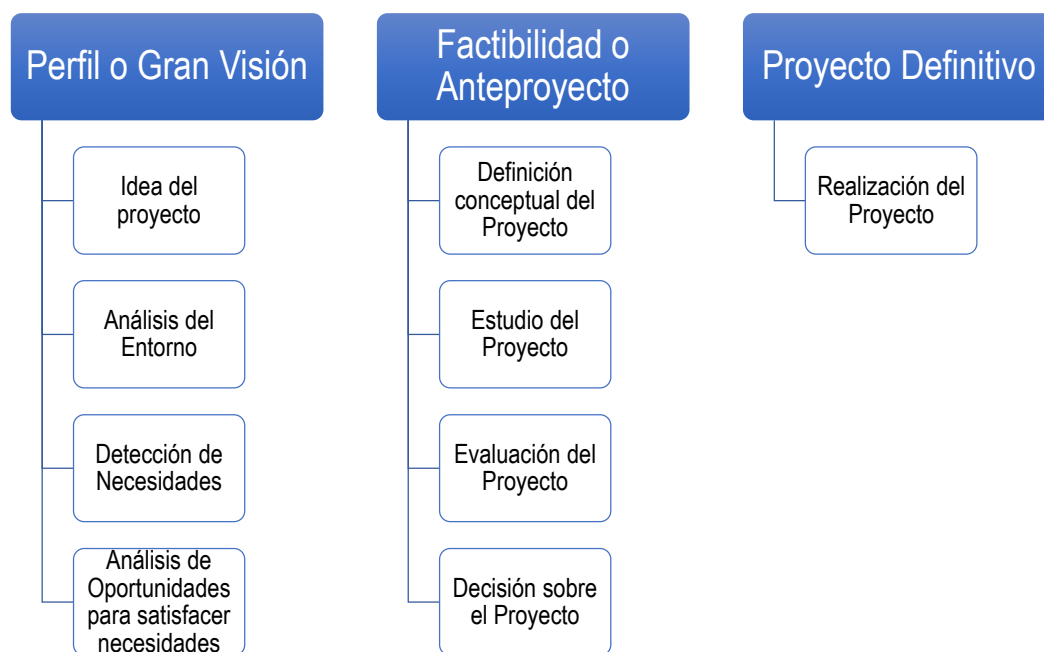 Perfil o Gran Visión
Idea del
proyecto
Análisis del
Entorno
Detección de
Necesidades
Análisis de
Oportunidades
para satisfacer
necesidades
Factibilidad o
Anteproyecto
Definición
conceptual del
Proyecto
Estudio del
Proyecto
Evaluación del
Proyecto
Decisión sobre
el Proyecto
Proyecto Definitivo
Realización del
Proyecto